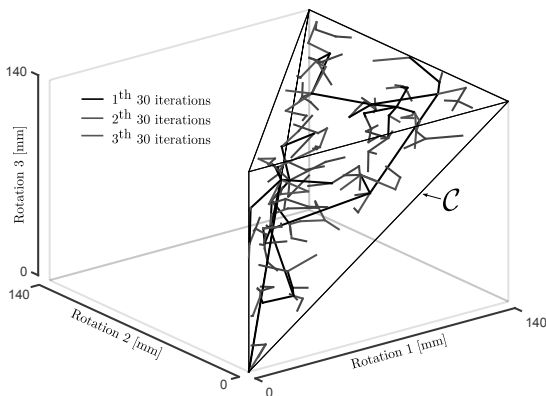 140
1th 30 iterations
2th 30 iterations
3th 30 iterations
Rotation 3 [mm]
C
0
140
Rotation 2 [mm]
0
Rotation 1 [mm]
140
0